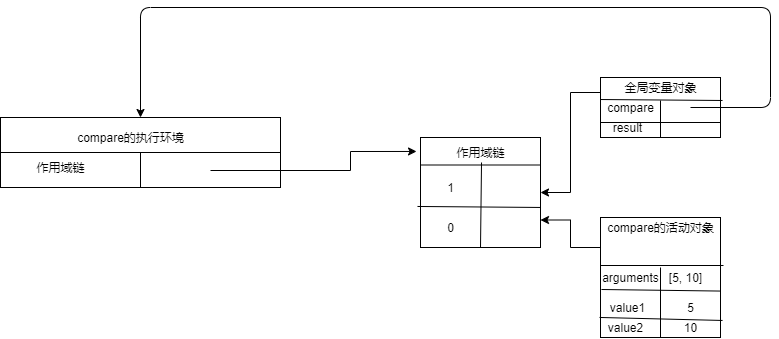 compare的执行环境
作用域链
作用域链
1
0
全局变量对象
compare
result
compare的活动对象
arguments [5, 10]
value1 5
value2 10